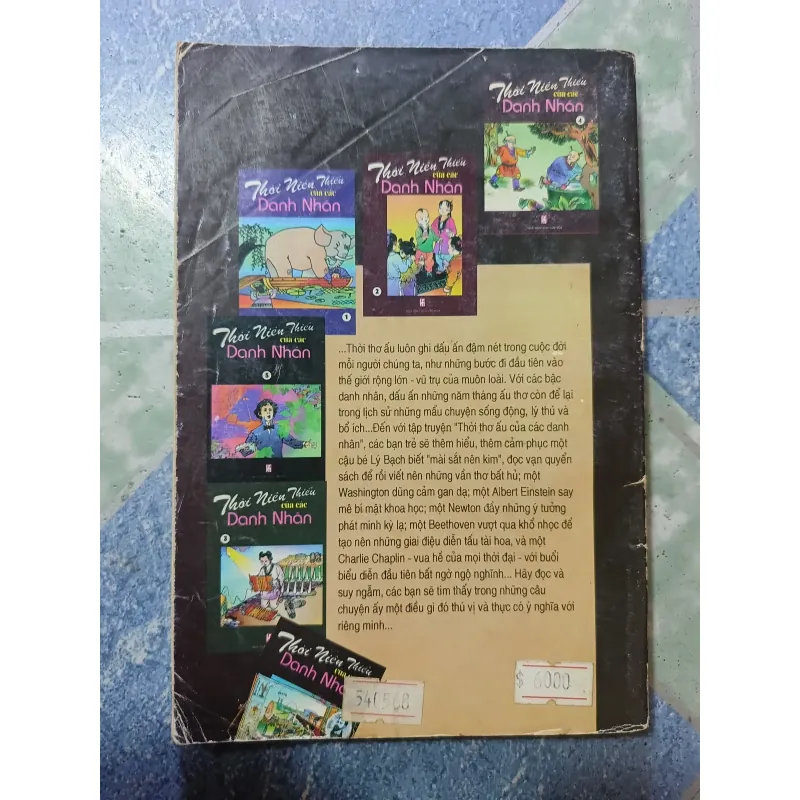 Thời Niên Thiếu
của các
Danh Nhân
4
Thời Niên Thiếu
của các
Danh Nhân
2
Thời Niên Thiếu
của các
Danh Nhân
1
Thời Niên Thiếu
của các
Danh Nhân
Thời Niên Thiếu
của các
Danh Nhân
3
Thời Niên Thiếu
của các
Danh Nhân
...Thời thơ ấu luôn ghi dấu ấn đậm nét trong cuộc đời
mỗi người chúng ta, như những bước đi đầu tiên vào
thế giới rộng lớn - vũ trụ của muôn loài. Với các bậc
danh nhân, dấu ấn những năm tháng ấu thơ còn để lại
trong lịch sử những mẩu chuyện sống động, lý thú và
bổ ích...Đến với tập truyện "Thời thơ ấu của các danh
nhân", các bạn trẻ sẽ thêm hiểu, thêm cảm phục một
cậu bé Lý Bạch biết "mài sắt nên kim", đọc vạn quyển
sách để rồi viết nên những vần thơ bất hủ; một
Washington dũng cảm gan dạ; một Albert Einstein say
mê bí mật khoa học; một Newton đầy những ý tưởng
phát minh kỳ lạ; một Beethoven vượt qua khổ nhọc để
tạo nên những giai điệu diễn tấu tài hoa, và một
Charlie Chaplin - vua hề của mọi thời đại - với buổi
biểu diễn đầu tiên bất ngờ ngộ nghĩnh... Hãy đọc và
suy ngẫm, các bạn sẽ tìm thấy trong những câu
chuyện ấy một điều gì đó thú vị và thực có ý nghĩa với
riêng mình...
$ 6000